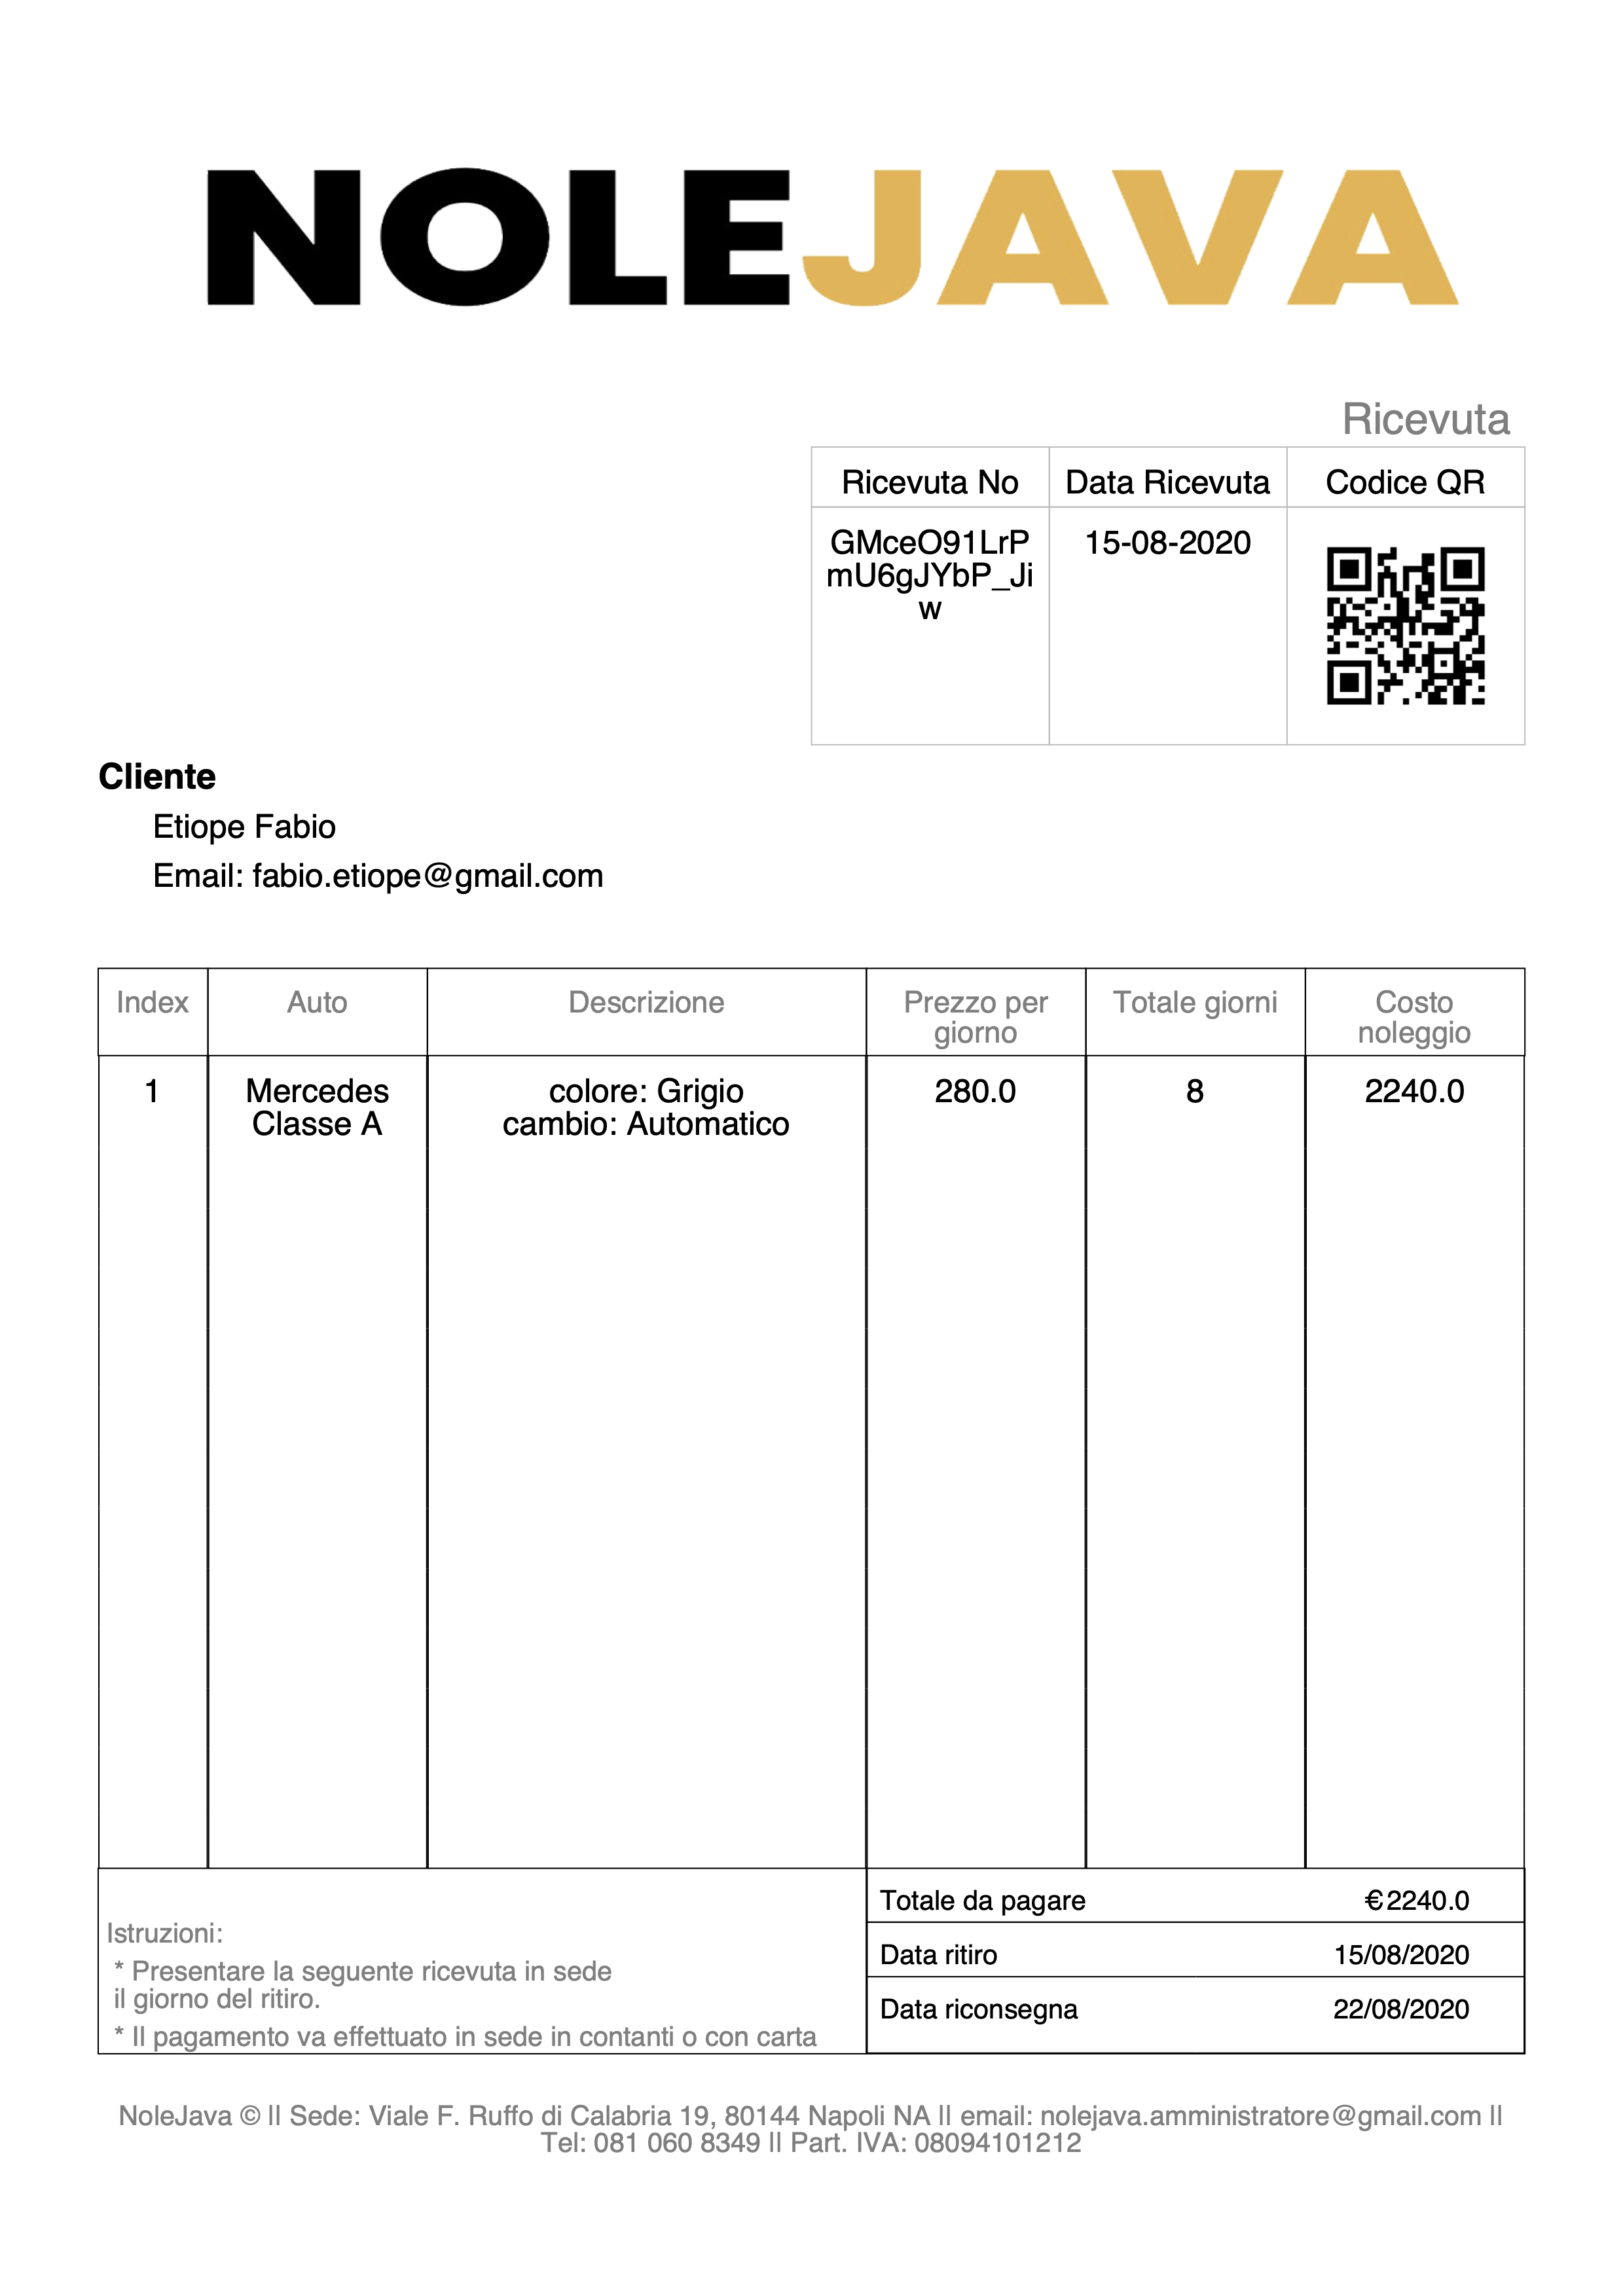 NOLEJAVA
Ricevuta
Ricevuta No
Data Ricevuta
Codice QR
GMceO91LrP
mU6gJYbP_Ji
w
15-08-2020
Cliente
Etiope Fabio
Email: fabio.etiope@gmail.com
Index
Auto
Descrizione
Prezzo per
giorno
Totale giorni
Costo
noleggio
1
Mercedes
Classe A
colore: Grigio
cambio: Automatico
280.0
8
2240.0
Istruzioni:
* Presentare la seguente ricevuta in sede
il giorno del ritiro.
* Il pagamento va effettuato in sede in contanti o con carta
Totale da pagare €2240.0
Data ritiro 15/08/2020
Data riconsegna 22/08/2020
NoleJava © || Sede: Viale F. Ruffo di Calabria 19, 80144 Napoli NA || email: nolejava.amministratore@gmail.com ||
Tel: 081 060 8349 || Part. IVA: 08094101212